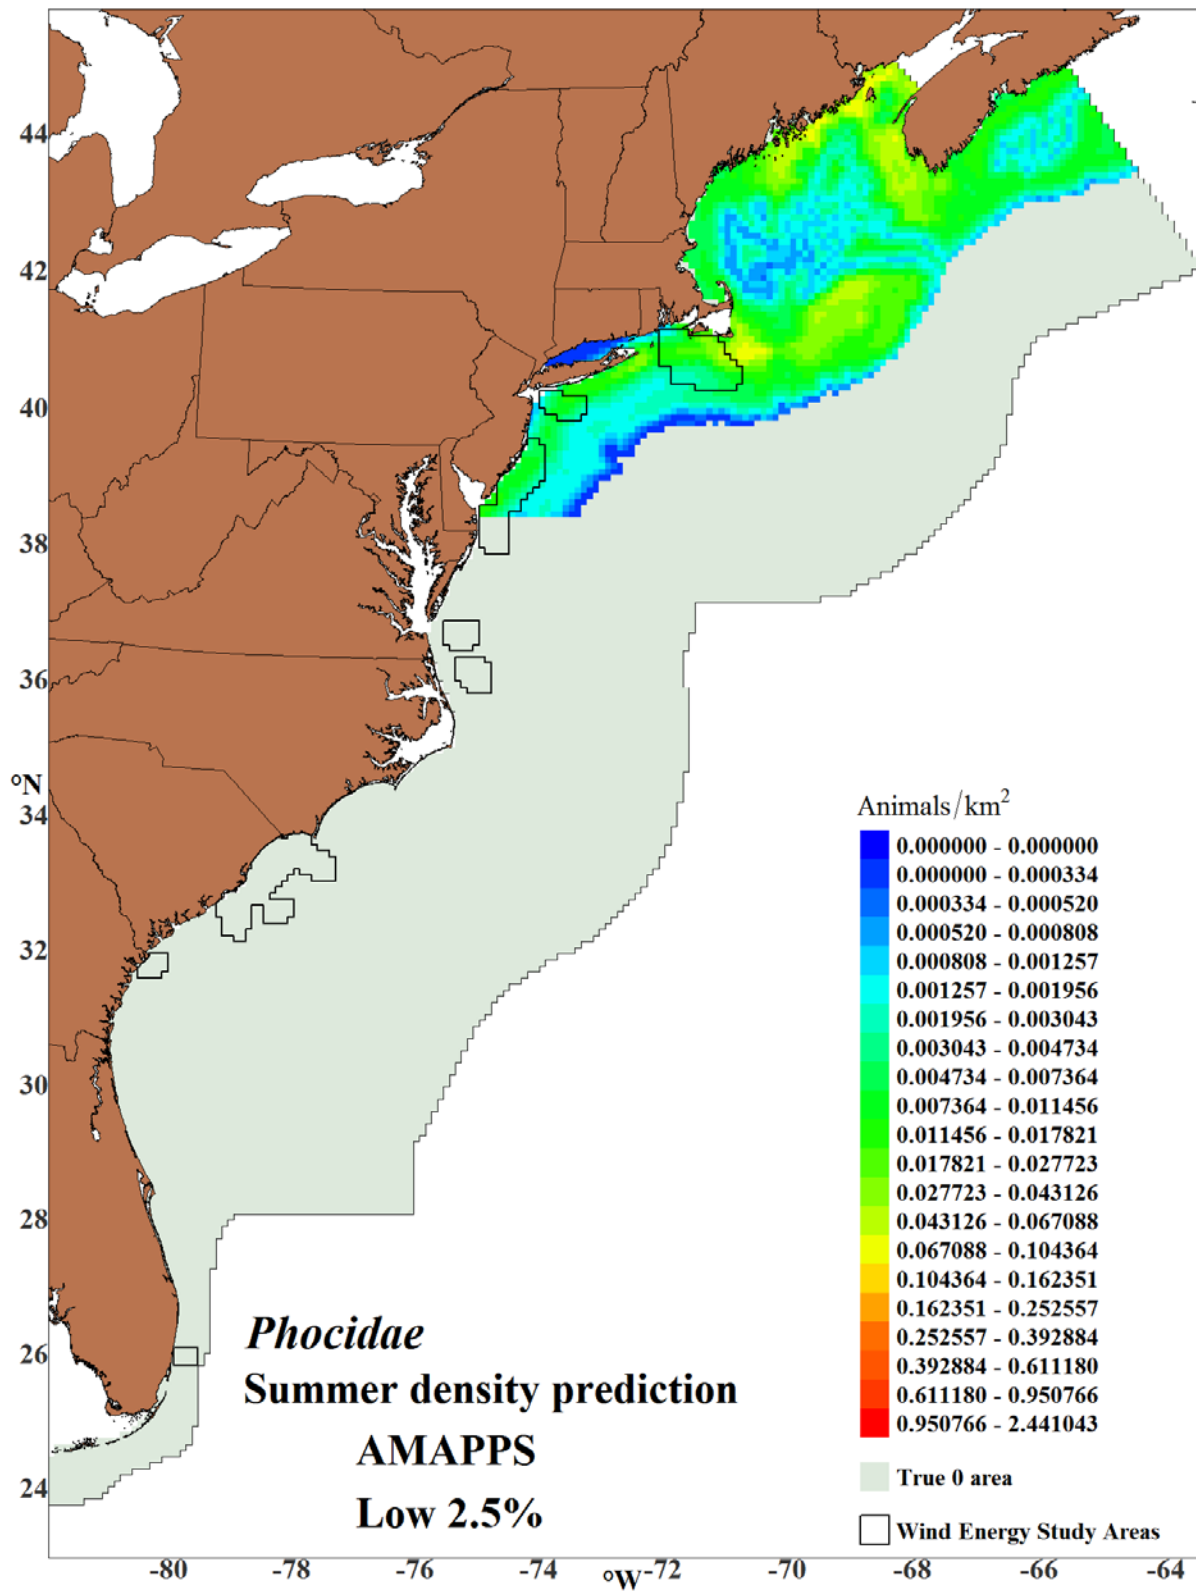 44
42
40
38
36
°N
34
32
30
28
26
24
Animals/km²
0.000000 - 0.000000
0.000000 - 0.000334
0.000334 - 0.000520
0.000520 - 0.000808
0.000808 - 0.001257
0.001257 - 0.001956
0.001956 - 0.003043
0.003043 - 0.004734
0.004734 - 0.007364
0.007364 - 0.011456
0.011456 - 0.017821
0.017821 - 0.027723
0.027723 - 0.043126
0.043126 - 0.067088
0.067088 - 0.104364
0.104364 - 0.162351
0.162351 - 0.252557
0.252557 - 0.392884
0.392884 - 0.611180
0.611180 - 0.950766
0.950766 - 2.441043
True 0 area
Wind Energy Study Areas
Phocidae
Summer density prediction
AMAPPS
Low 2.5%
-80 -78 -76 -74 -72 -70 -68 -66 -64
°W